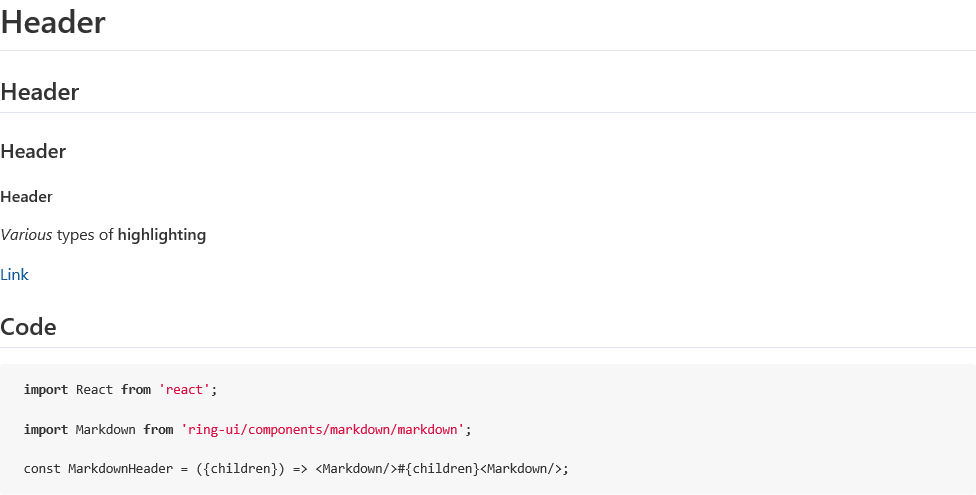 Header
Header
Header
Header
Various types of highlighting
Link
Code
import React from 'react';
import Markdown from 'ring-ui/components/markdown/markdown';
const MarkdownHeader = ({children}) => <Markdown/>#{children}<Markdown/>;